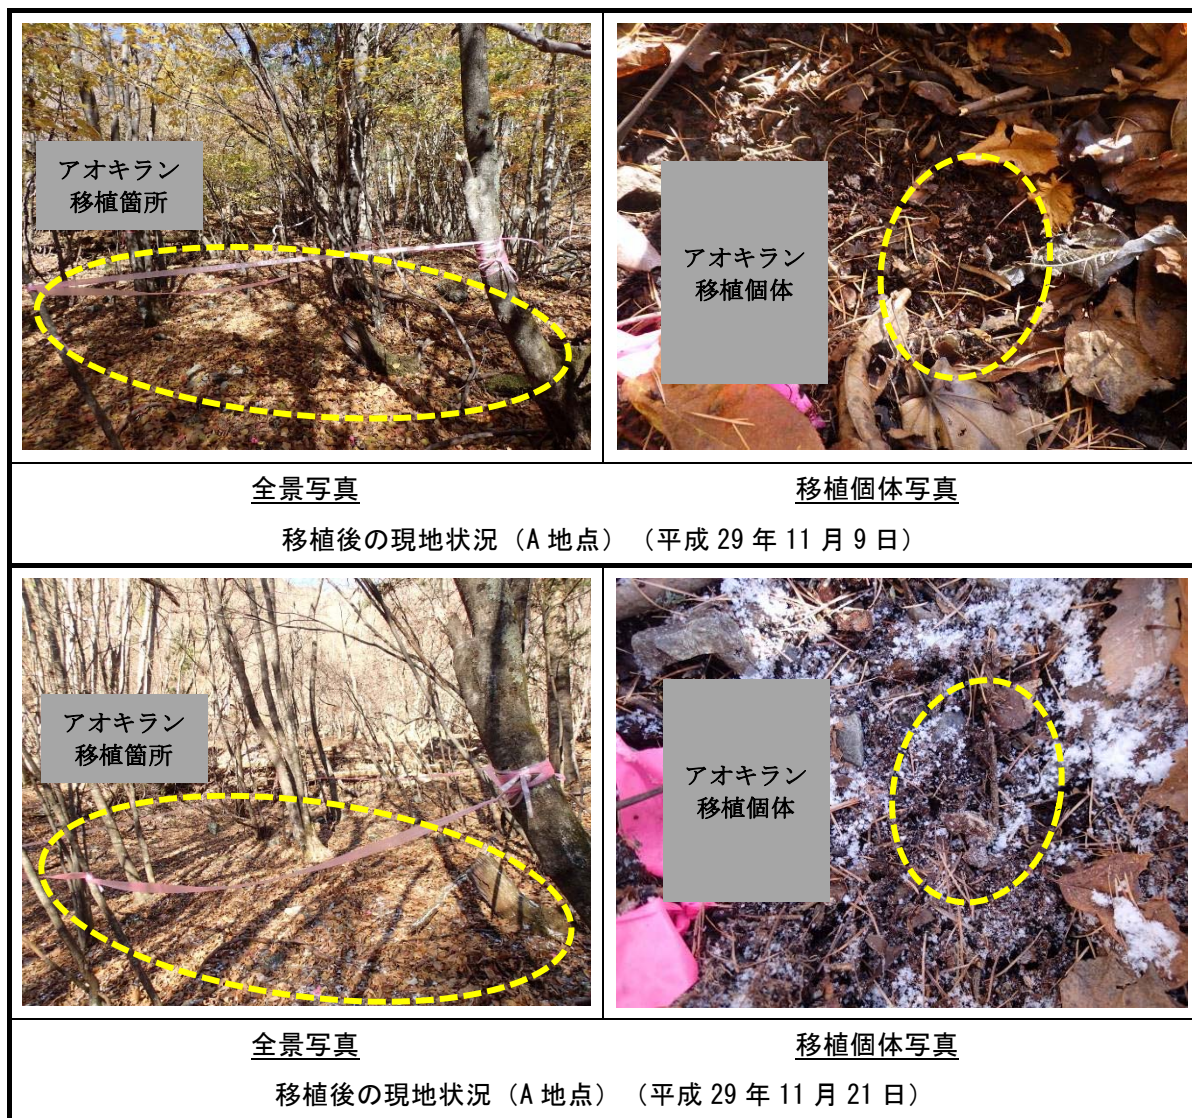 アオキラン
移植箇所
アオキラン
移植個体
全景写真
移植個体写真
移植後の現地状況（A 地点）（平成 29 年 11 月 9 日）
アオキラン
移植箇所
アオキラン
移植個体
全景写真
移植個体写真
移植後の現地状況（A 地点）（平成 29 年 11 月 21 日）